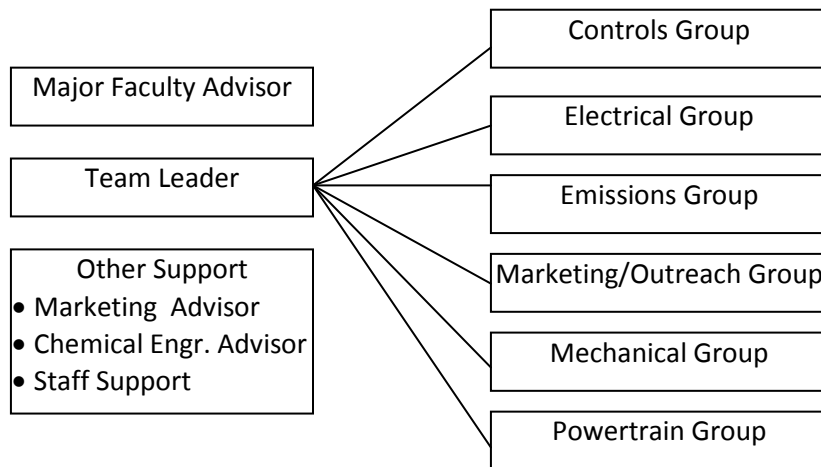 Major Faculty Advisor
Team Leader
Other Support
• Marketing Advisor
• Chemical Engr. Advisor
• Staff Support
Controls Group
Electrical Group
Emissions Group
Marketing/Outreach Group
Mechanical Group
Powertrain Group